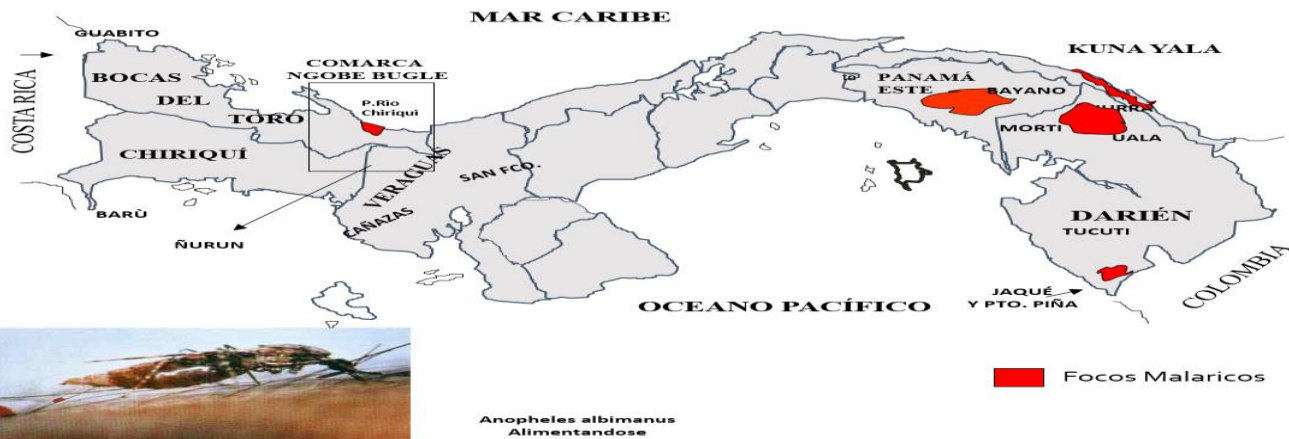 MAR CARIBE
GUABITO
COSTA RICA
BOCAS
DEL
TORO
COMARCA
NGOBE BUGLE
P.Rio
Chiriqui
CHIRIQUÍ
BARÙ
ÑURUN
VERAGUAS
CAÑAZAS
SAN FCO.
PANAMÁ
ESTE
BAYANO
KUNA YALA
MORTI
UALA
DARIÉN
TUCUTI
JAQUÉ
Y PTO. PIÑA
COLOMBIA
OCEANO PACÍFICO
Focos Malaricos
Anopheles albimanus
Alimentandose